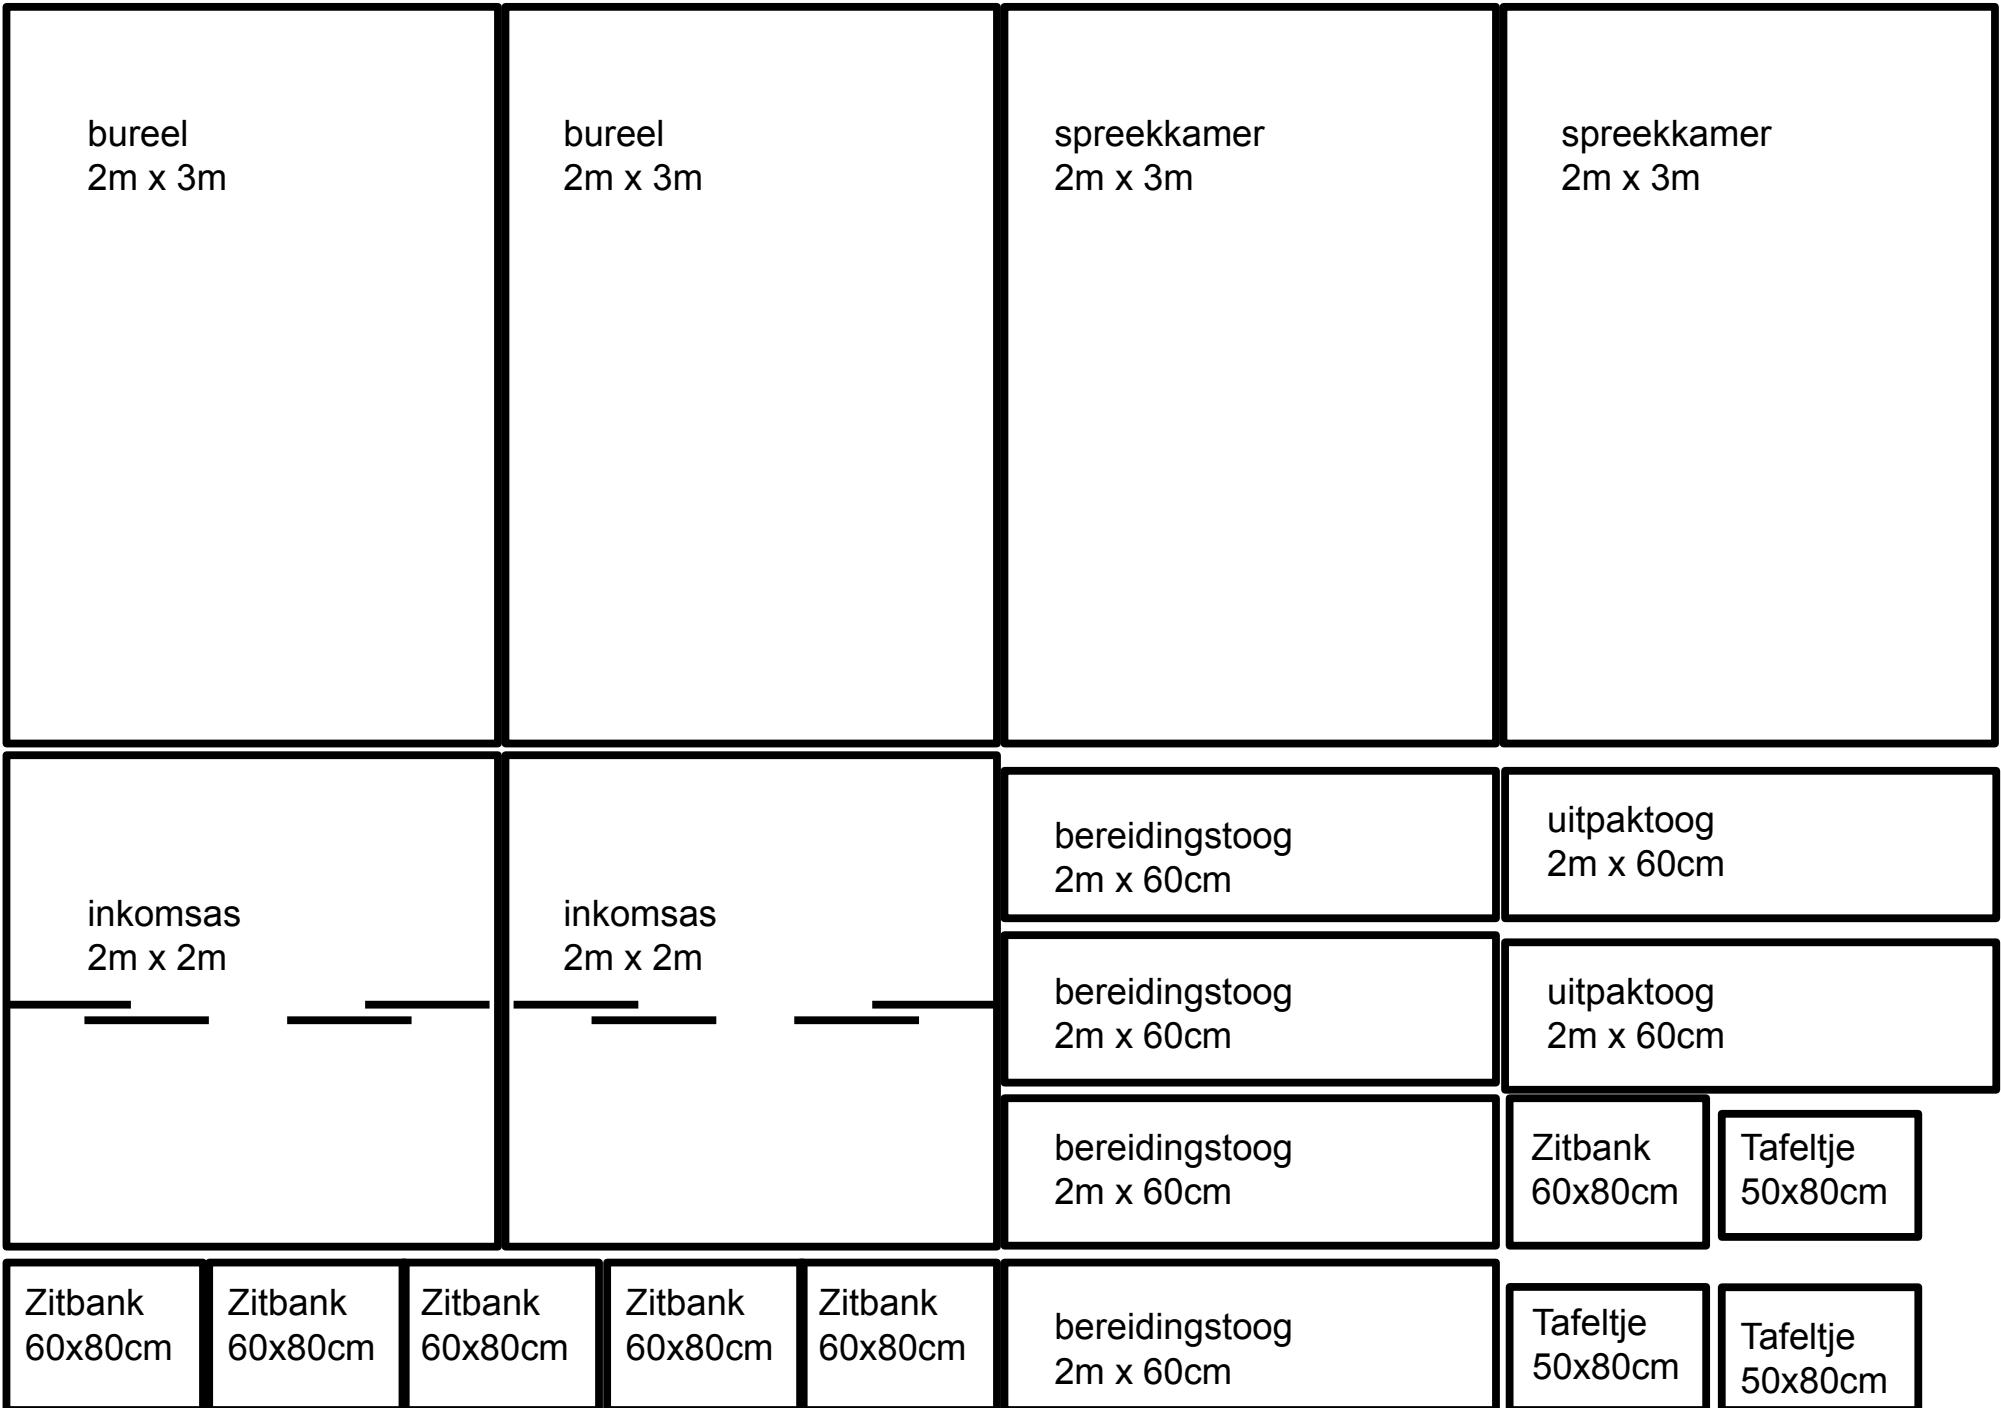 bureel
2m x 3m
bureel
2m x 3m
spreekkamer
2m x 3m
spreekkamer
2m x 3m
inkomsas
2m x 2m
inkomsas
2m x 2m
bereidingstoog
2m x 60cm
uitpaktoog
2m x 60cm
bereidingstoog
2m x 60cm
uitpaktoog
2m x 60cm
bereidingstoog
2m x 60cm
Zitbank
60x80cm
Tafeltje
50x80cm
Zitbank
60x80cm
Zitbank
60x80cm
Zitbank
60x80cm
Zitbank
60x80cm
Zitbank
60x80cm
bereidingstoog
2m x 60cm
Tafeltje
50x80cm
Tafeltje
50x80cm